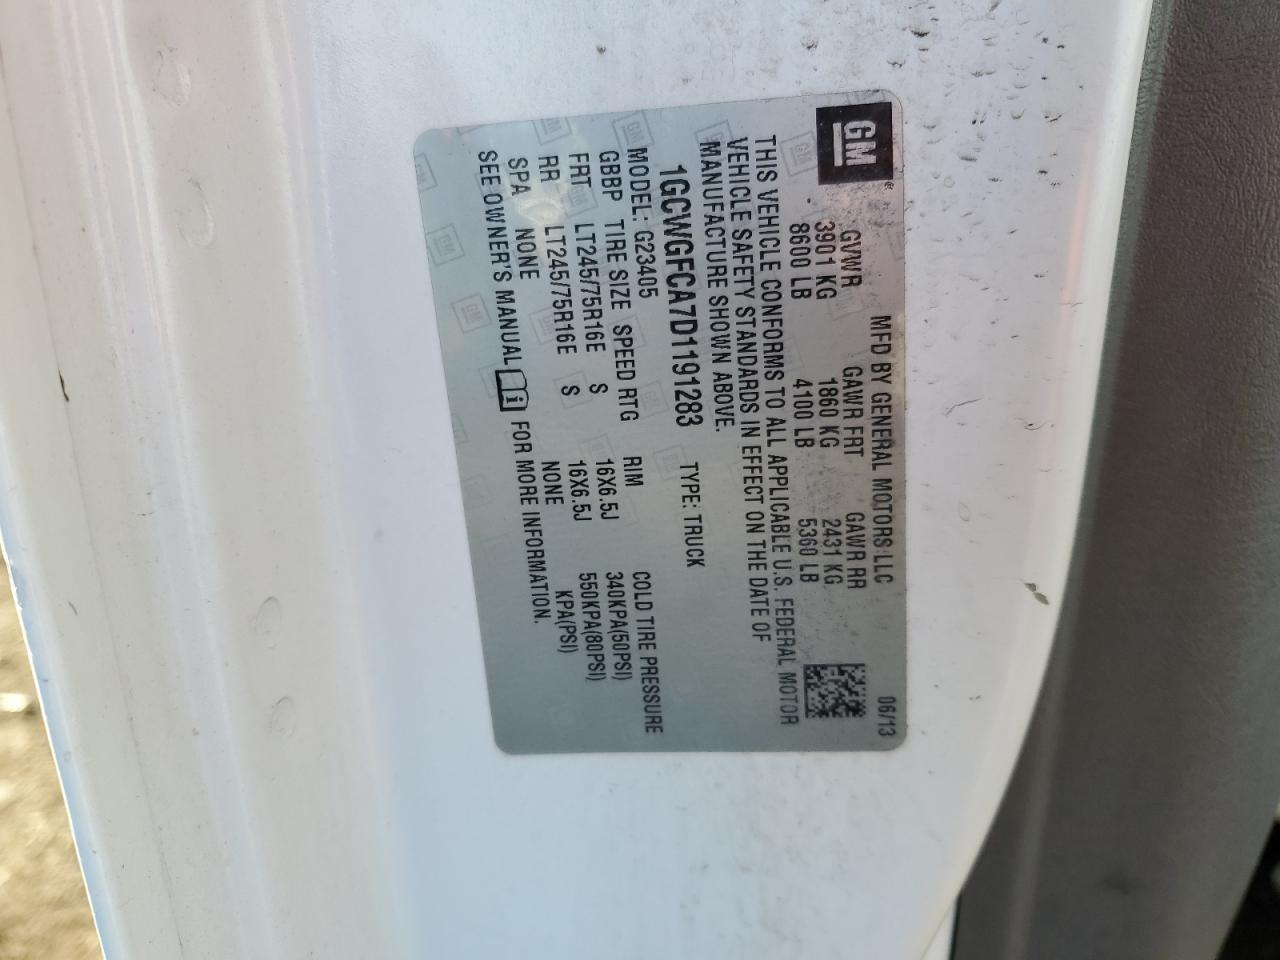 GM
MFD BY GENERAL MOTORS LLC 06/13
GVWR GAWR FRT GAWR RR
3901 KG 1860 KG 2431 KG
8600 LB 4100 LB 5360 LB
THIS VEHICLE CONFORMS TO ALL APPLICABLE U.S. FEDERAL MOTOR
VEHICLE SAFETY STANDARDS IN EFFECT ON THE DATE OF
MANUFACTURE SHOWN ABOVE.
1GCWGFCA7D1191283 TYPE: TRUCK
MODEL: G23405
GBBP TIRE SIZE SPEED RTG RIM COLD TIRE PRESSURE
FRT LT245/75R16E S 16X6.5J 340KPA(50PSI)
RR LT245/75R16E S 16X6.5J 550KPA(80PSI)
SPA NONE NONE KPA(PSI)
SEE OWNER'S MANUAL i FOR MORE INFORMATION.